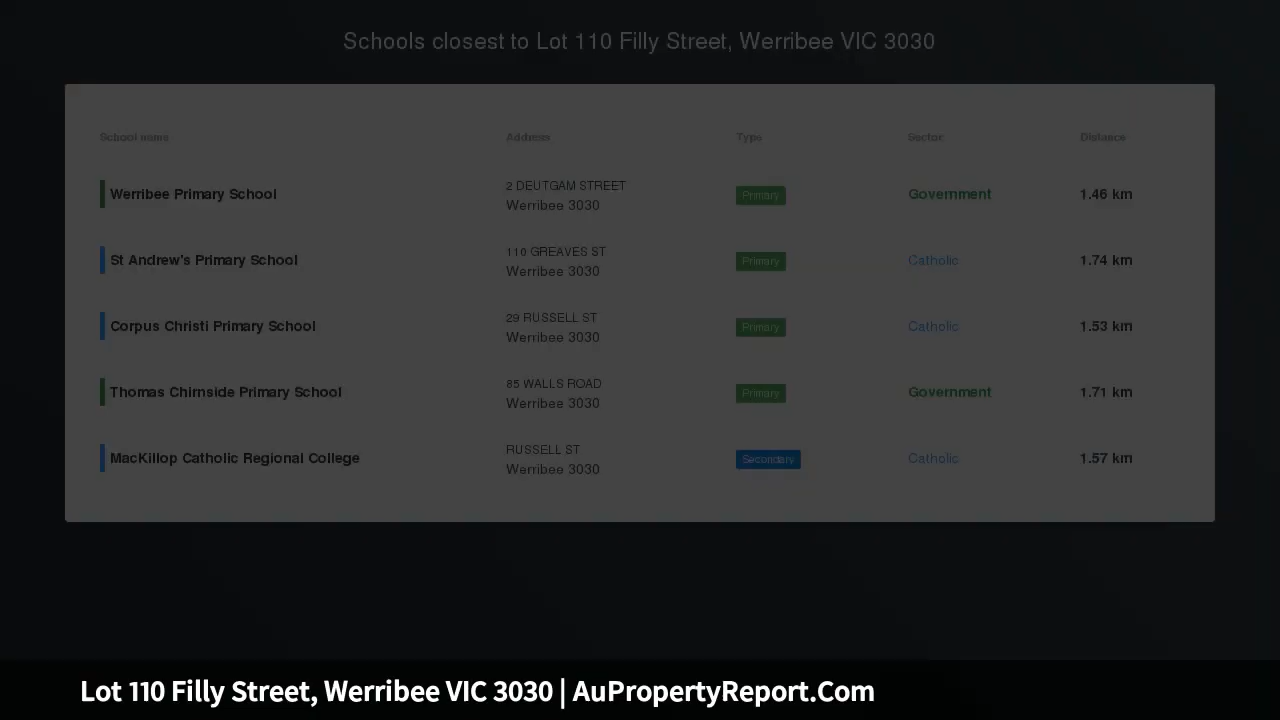 Schools closest to Lot 110 Filly Street, Werribee VIC 3030
School name Address Type Sector Distance
Werribee Primary School 2 DEUTGAM STREET Werribee 3030 Primary Government 1.46 km
St Andrew's Primary School 110 GREAVES ST Werribee 3030 Primary Catholic 1.74 km
Corpus Christi Primary School 29 RUSSELL ST Werribee 3030 Primary Catholic 1.53 km
Thomas Chirnside Primary School 85 WALLS ROAD Werribee 3030 Primary Government 1.71 km
MacKillop Catholic Regional College RUSSELL ST Werribee 3030 Secondary Catholic 1.57 km
Lot 110 Filly Street, Werribee VIC 3030 | AuPropertyReport.Com